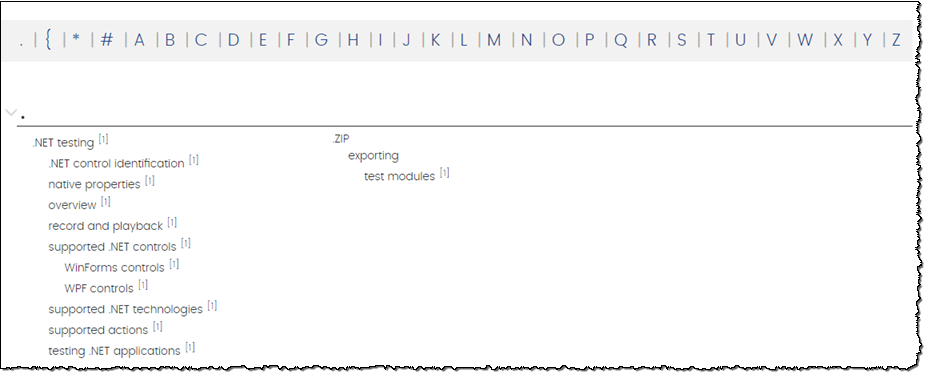 . | { | * | # | A | B | C | D | E | F | G | H | I | J | K | L | M | N | O | P | Q | R | S | T | U | V | W | X | Y | Z
.
.NET testing [1]
.NET control identification [1]
native properties [1]
overview [1]
record and playback [1]
supported .NET controls [1]
WinForms controls [1]
WPF controls [1]
supported .NET technologies [1]
supported actions [1]
testing .NET applications [1]
.ZIP
exporting
test modules [1]